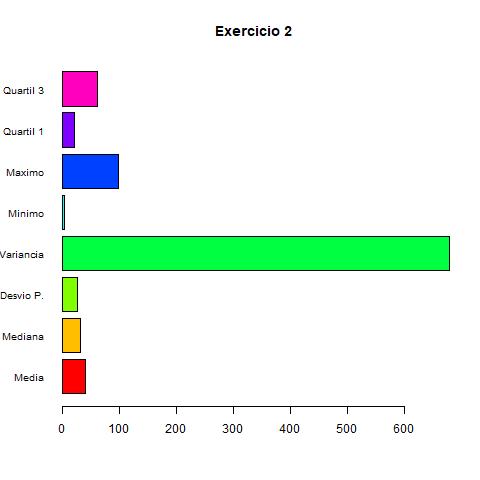 Exercicio 2
Quartil 3
Quartil 1
Maximo
Minimo
Variancia
Desvio P.
Mediana
Media
0 100 200 300 400 500 600